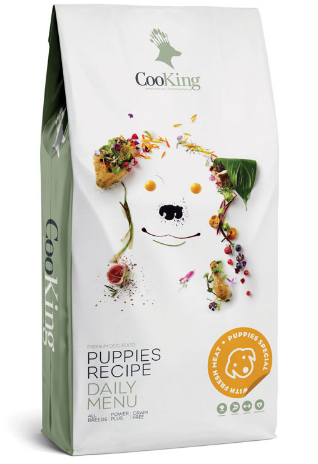 CooKing
CooKing
PREMIUM DOG FOOD
PUPPIES
RECIPE
DAILY
MENU
ALL BREEDS
POWER PLUS
GRAIN FREE
PUPPIES SPECIAL
WITH FRESH MEAT